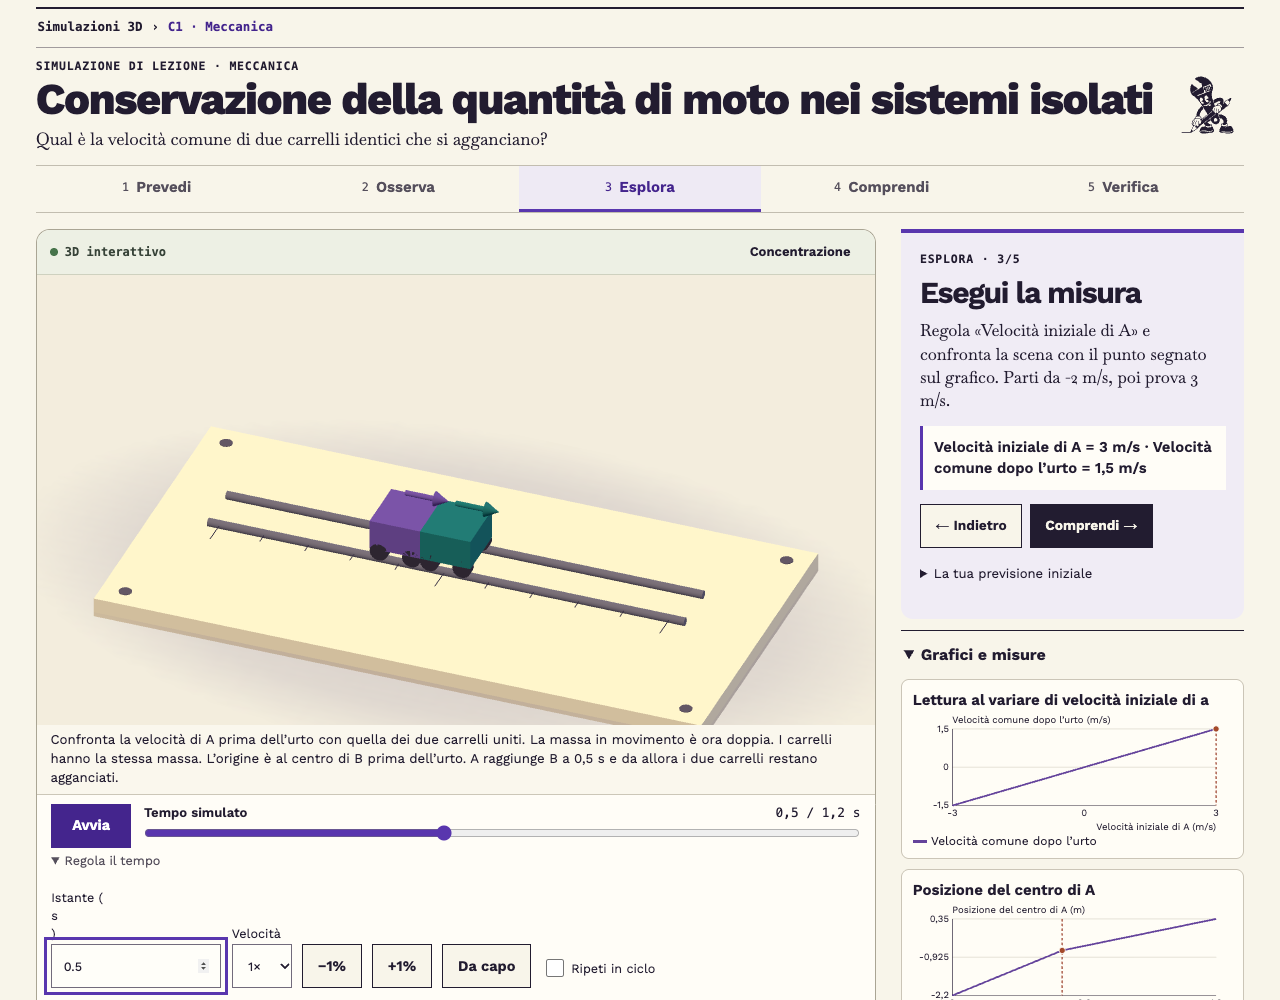 Simulazioni 3D › C1 · Meccanica
SIMULAZIONE DI LEZIONE · MECCANICA
Conservazione della quantità di moto nei sistemi isolati
Qual è la velocità comune di due carrelli identici che si agganciano?
1 Prevedi
2 Osserva
3 Esplora
4 Comprendi
5 Verifica
3D interattivo
Concentrazione
Confronta la velocità di A prima dell’urto con quella dei due carrelli uniti. La massa in movimento è ora doppia. I carrelli
hanno la stessa massa. L’origine è al centro di B prima dell’urto. A raggiunge B a 0,5 s e da allora i due carrelli restano
agganciati.
Avvia
Tempo simulato
0,5 / 1,2 s
▼ Regola il tempo
Istante (
s
)
0.5
Velocità
1×
−1%
+1%
Da capo
Ripeti in ciclo
ESPLORA · 3/5
Esegui la misura
Regola «Velocità iniziale di A» e
confronta la scena con il punto segnato
sul grafico. Parti da -2 m/s, poi prova 3
m/s.
Velocità iniziale di A = 3 m/s · Velocità
comune dopo l’urto = 1,5 m/s
← Indietro
Comprendi →
▶ La tua previsione iniziale
▼ Grafici e misure
Lettura al variare di velocità iniziale di a
Velocità comune dopo l’urto (m/s)
1,5
0
-1,5
-3
0
3
Velocità iniziale di A (m/s)
Velocità comune dopo l’urto
Posizione del centro di A
Posizione del centro di A (m)
0,35
-0,925
-2,2